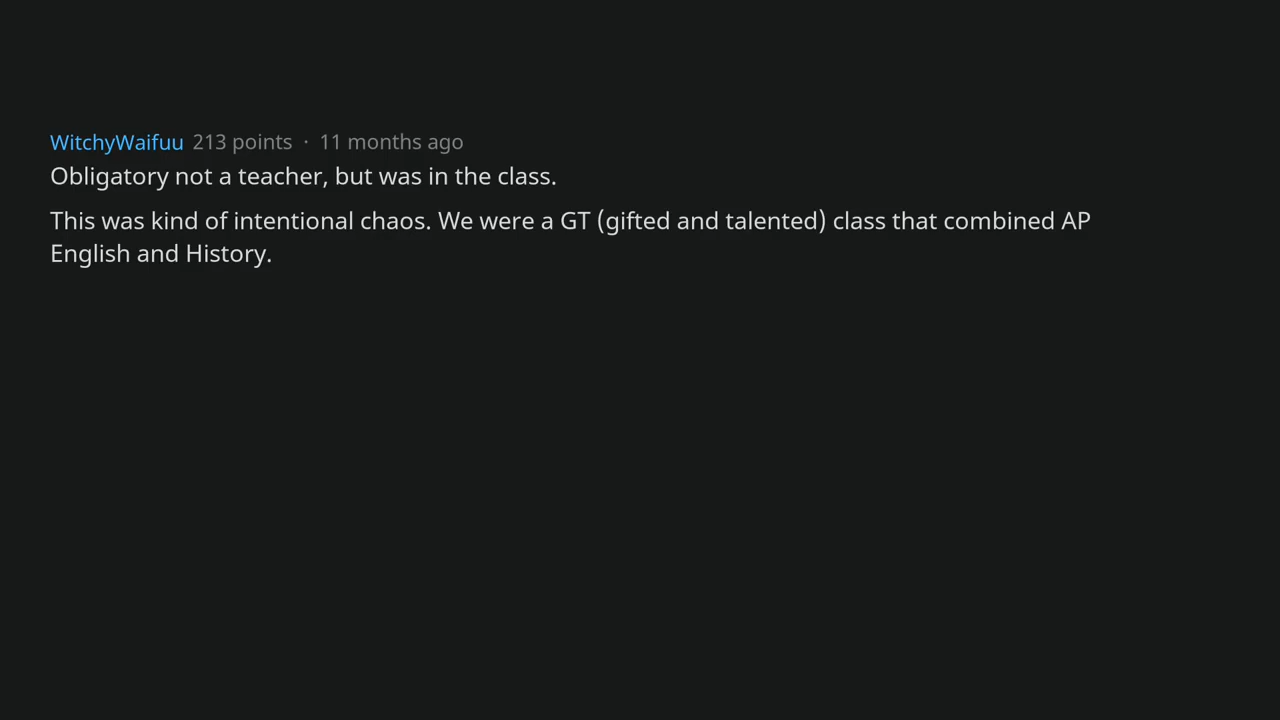 WitchyWaifuu 213 points · 11 months ago
Obligatory not a teacher, but was in the class.
This was kind of intentional chaos. We were a GT (gifted and talented) class that combined AP
English and History.